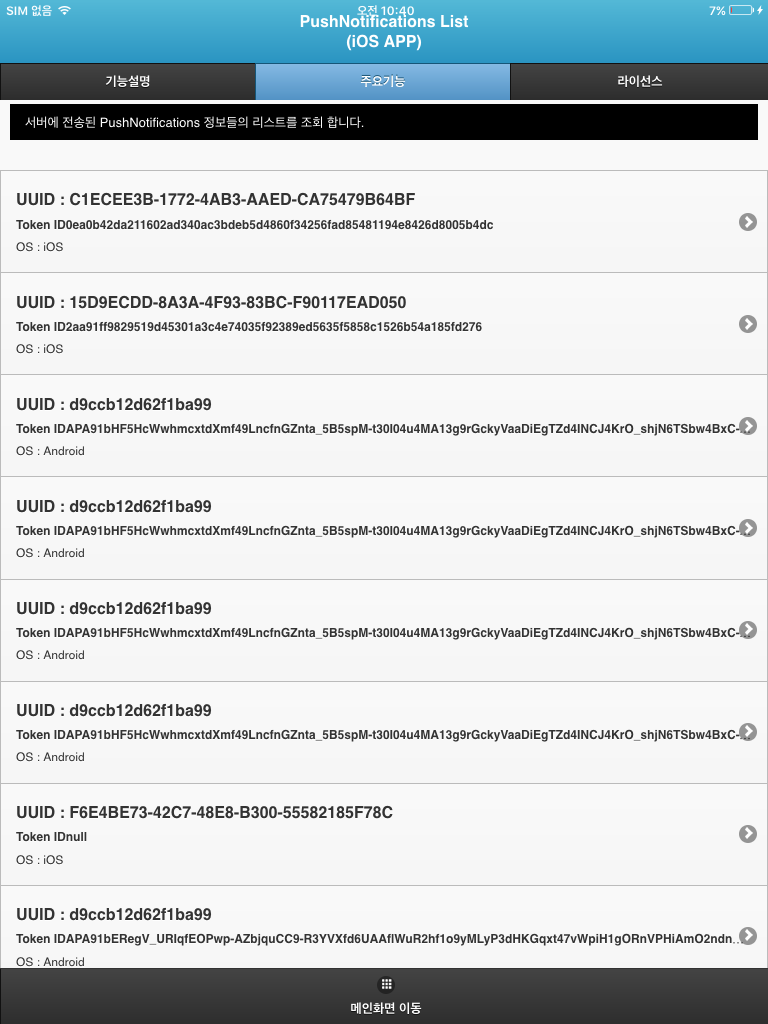 SIM 없음
오전 10:40
7%
PushNotifications List
(iOS APP)
기능설명
주요기능
라이선스
서버에 전송된 PushNotifications 정보들의 리스트를 조회 합니다.
UUID : C1ECEE3B-1772-4AB3-AAED-CA75479B64BF
Token ID0ea0b42da211602ad340ac3bdeb5d4860f34256fad85481194e8426d8005b4dc
OS : iOS
UUID : 15D9ECDD-8A3A-4F93-83BC-F90117EAD050
Token ID2aa91ff9829519d45301a3c4e74035f92389ed5635f5858c1526b54a185fd276
OS : iOS
UUID : d9ccb12d62f1ba99
Token IDAPA91bHF5HcWwhmcxtdXmf49LncfnGZnta_5B5spM-t30I04u4MA13g9rGckyVaaDiEgTZd4INCJ4KrO_shjN6TSbw4BxC-...
OS : Android
UUID : d9ccb12d62f1ba99
Token IDAPA91bHF5HcWwhmcxtdXmf49LncfnGZnta_5B5spM-t30I04u4MA13g9rGckyVaaDiEgTZd4INCJ4KrO_shjN6TSbw4BxC-...
OS : Android
UUID : d9ccb12d62f1ba99
Token IDAPA91bHF5HcWwhmcxtdXmf49LncfnGZnta_5B5spM-t30I04u4MA13g9rGckyVaaDiEgTZd4INCJ4KrO_shjN6TSbw4BxC-...
OS : Android
UUID : d9ccb12d62f1ba99
Token IDAPA91bHF5HcWwhmcxtdXmf49LncfnGZnta_5B5spM-t30I04u4MA13g9rGckyVaaDiEgTZd4INCJ4KrO_shjN6TSbw4BxC-...
OS : Android
UUID : F6E4BE73-42C7-48E8-B300-55582185F78C
Token IDnull
OS : iOS
UUID : d9ccb12d62f1ba99
Token IDAPA91bERegV_URIqfEOPwp-AZbjquCC9-R3YVXfd6UAAfIWuR2hf1o9yMLyP3dHKGqxt47vWpiH1gORnVPHiAmO2ndn...
OS : Android
메인화면 이동